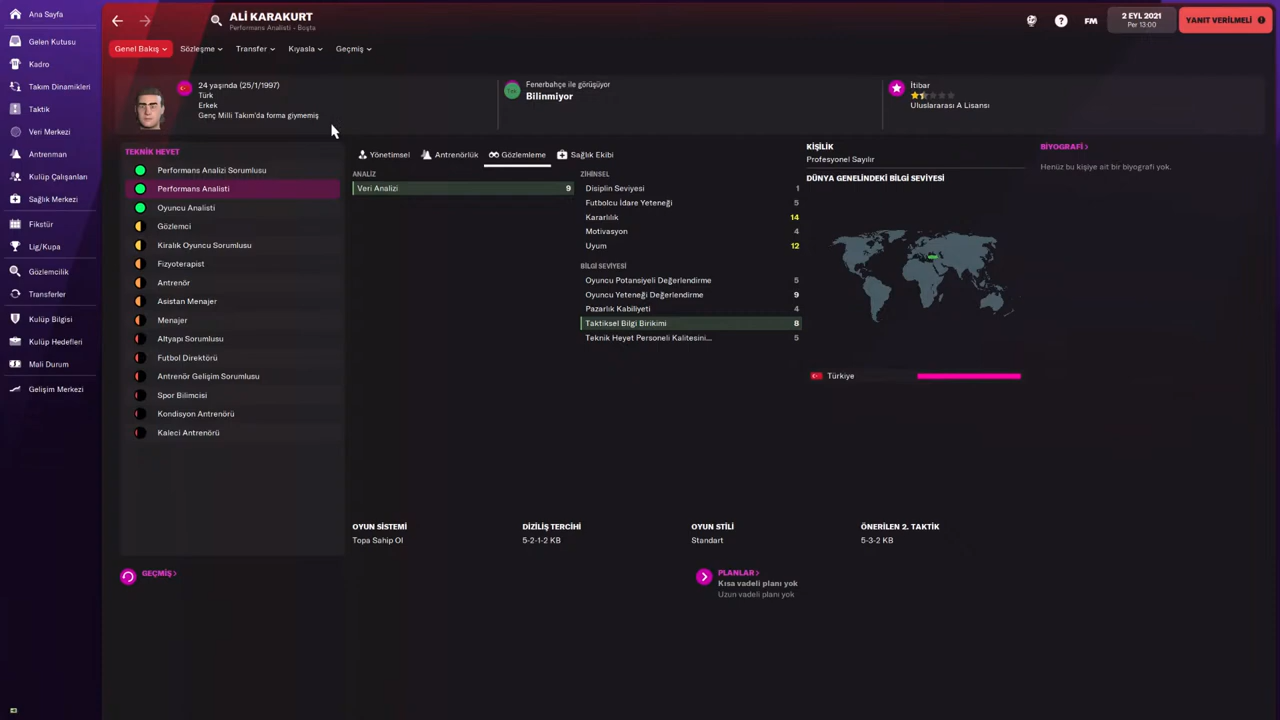 Ana Sayfa
Gelen Kutusu
Kadro
Takım Dinamikleri
Taktik
Veri Merkezi
Antrenman
Kulüp Çalışanları
Sağlık Merkezi
Fikstür
Lig/Kupa
Gözlemcilik
Transferler
Kulüp Bilgisi
Kulüp Hedefleri
Mali Durum
Gelişim Merkezi
ALİ KARAKURT
Performans Analisti - Boşta
FM
2 EYL 2021
Per 13:00
YANIT VERİLMELİ
Genel Bakış
Sözleşme
Transfer
Kıyasla
Geçmiş
24 yaşında (25/1/1997)
Türk
Erkek
Genç Milli Takım'da forma giymemiş
Fenerbahçe ile görüşüyor
Bilinmiyor
İtibar
Uluslararası A Lisansı
TEKNİK HEYET
Performans Analizi Sorumlusu
Performans Analisti
Oyuncu Analisti
Gözlemci
Kiralık Oyuncu Sorumlusu
Fizyoterapist
Antrenör
Asistan Menajer
Menajer
Altyapı Sorumlusu
Futbol Direktörü
Antrenör Gelişim Sorumlusu
Spor Bilimcisi
Kondisyon Antrenörü
Kaleci Antrenörü
Yönetimsel
Antrenörlük
Gözlemleme
Sağlık Ekibi
ANALİZ
Veri Analizi 9
ZİHİNSEL
Disiplin Seviyesi 1
Futbolcu İdare Yeteneği 5
Kararlılık 14
Motivasyon 4
Uyum 12
BİLGİ SEVİYESİ
Oyuncu Potansiyeli Değerlendirme 5
Oyuncu Yeteneği Değerlendirme 9
Pazarlık Kabiliyeti 4
Taktiksel Bilgi Birikimi 8
Teknik Heyet Personeli Kalitesini... 5
KİŞİLİK
Profesyonel Sayılır
DÜNYA GENELİNDEKİ BİLGİ SEVİYESİ
Türkiye
BİYOGRAFİ >
Henüz bu kişiye ait bir biyografi yok.
OYUN SİSTEMİ
Topa Sahip Ol
DİZİLİŞ TERCİHİ
5-2-1-2 KB
OYUN STİLİ
Standart
ÖNERİLEN 2. TAKTİK
5-3-2 KB
GEÇMİŞ >
PLANLAR >
Kısa vadeli planı yok
Uzun vadeli planı yok